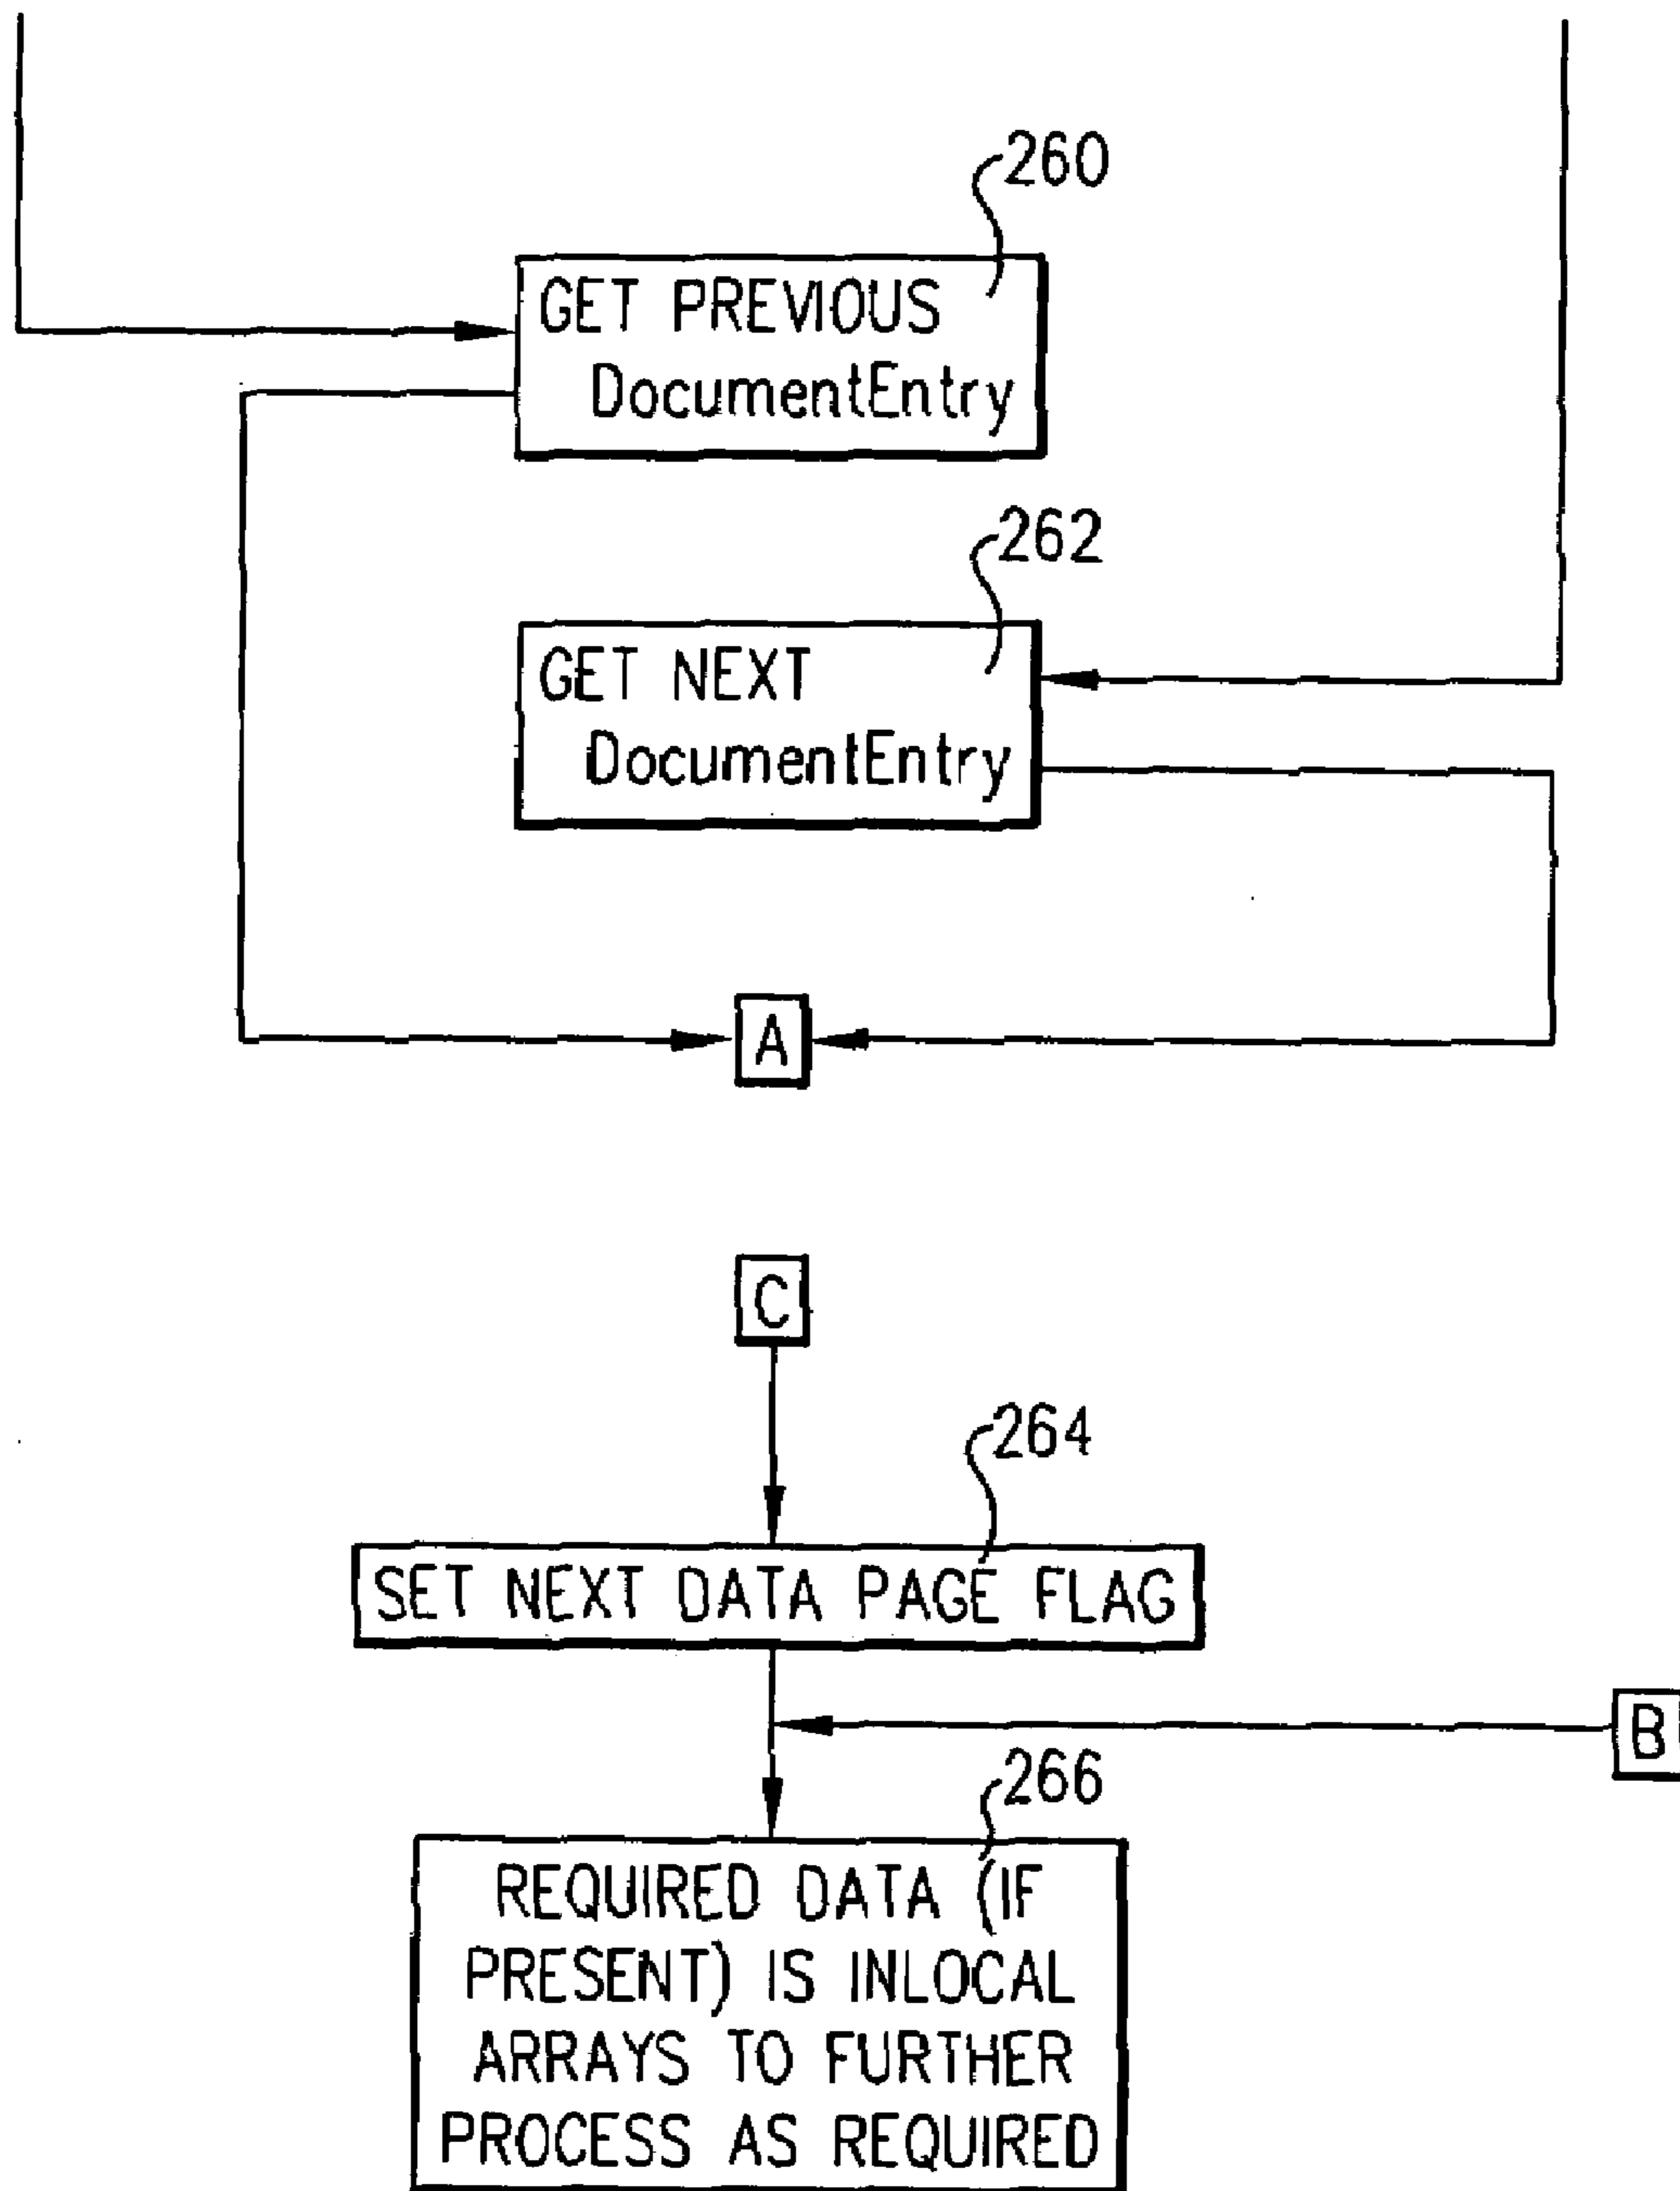 260
GET PREVIOUS
DocumentEntry
262
GET NEXT
DocumentEntry
A
C
264
SET NEXT DATA PAGE FLAG
B
266
REQUIRED DATA (IF
PRESENT) IS INLOCAL
ARRAYS TO FURTHER
PROCESS AS REQUIRED